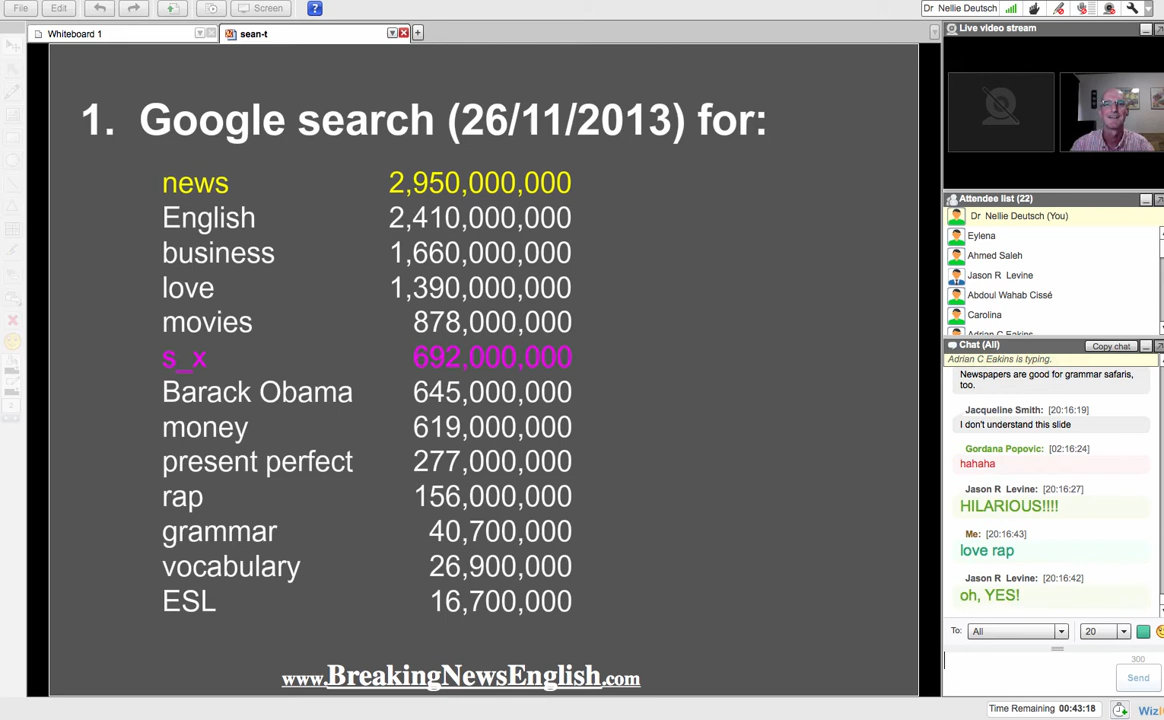 File Edit Screen ? Dr Nellie Deutsch
Whiteboard 1 sean-t
Live video stream
1. Google search (26/11/2013) for:
news 2,950,000,000
English 2,410,000,000
business 1,660,000,000
love 1,390,000,000
movies 878,000,000
s_x 692,000,000
Barack Obama 645,000,000
money 619,000,000
present perfect 277,000,000
rap 156,000,000
grammar 40,700,000
vocabulary 26,900,000
ESL 16,700,000
www.BreakingNewsEnglish.com
Attendee list (22)
Dr Nellie Deutsch (You)
Eylena
Ahmed Saleh
Jason R Levine
Abdoul Wahab Cissé
Carolina
Adrian C Eakins
Chat (All) Copy chat
Adrian C Eakins is typing.
Newspapers are good for grammar safaris,
too.
Jacqueline Smith: [20:16:19]
I don't understand this slide
Gordana Popovic: [02:16:24]
hahaha
Jason R Levine: [20:16:27]
HILARIOUS!!!!
Me: [20:16:43]
love rap
Jason R Levine: [20:16:42]
oh, YES!
To: All 20
300
Send
Time Remaining 00:43:18